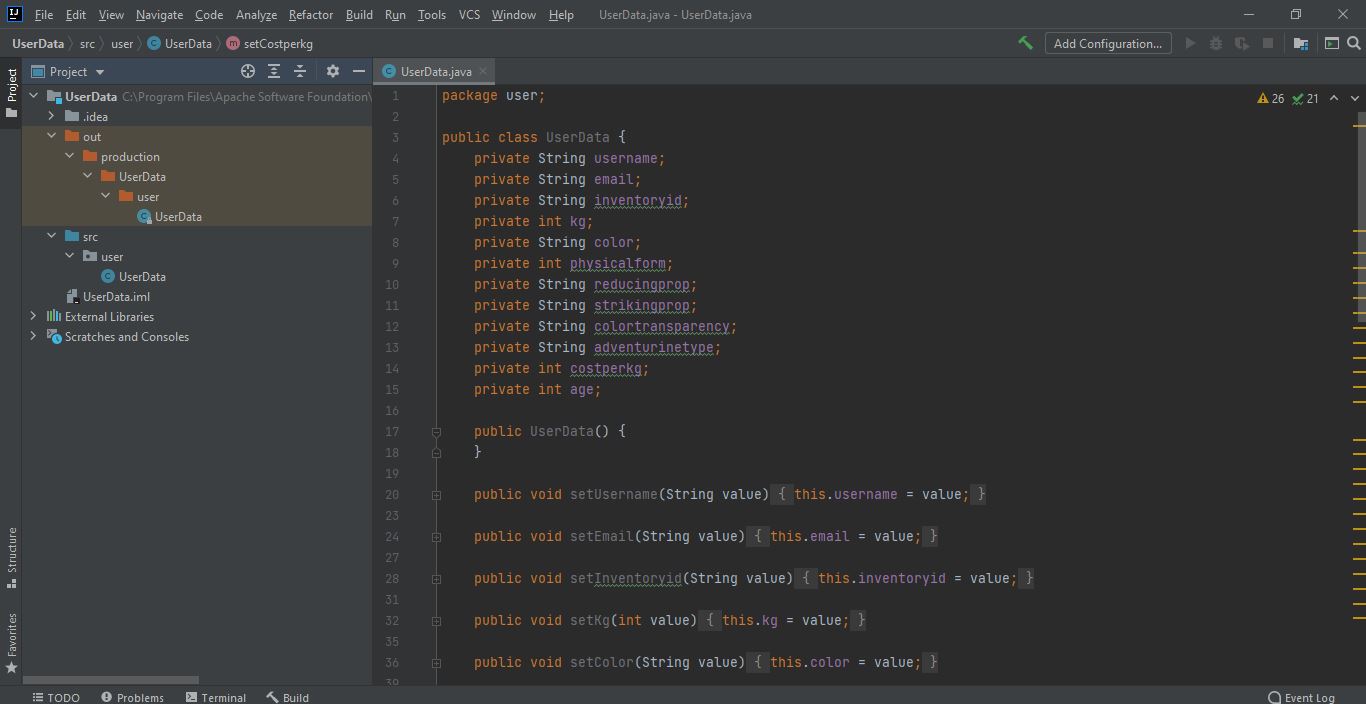 File Edit View Navigate Code Analyze Refactor Build Run Tools VCS Window Help UserData.java - UserData.java
UserData src user UserData setCostperkg Add Configuration...
Project
UserData.java
Project
UserData C:\Program Files\Apache Software Foundation\
.idea
out
production
UserData
user
UserData
src
user
UserData
UserData.iml
External Libraries
Scratches and Consoles
26 21
1 package user;
2
3 public class UserData {
4 private String username;
5 private String email;
6 private String inventoryid;
7 private int kg;
8 private String color;
9 private int physicalform;
10 private String reducingprop;
11 private String strikingprop;
12 private String colortransparency;
13 private String adventurinetype;
14 private int costperkg;
15 private int age;
16
17 public UserData() {
18 }
19
20 public void setUsername(String value) { this.username = value; }
23
24 public void setEmail(String value) { this.email = value; }
27
28 public void setInventoryid(String value) { this.inventoryid = value; }
31
32 public void setKg(int value) { this.kg = value; }
35
36 public void setColor(String value) { this.color = value; }
39
Structure
Favorites
TODO Problems Terminal Build Event Log